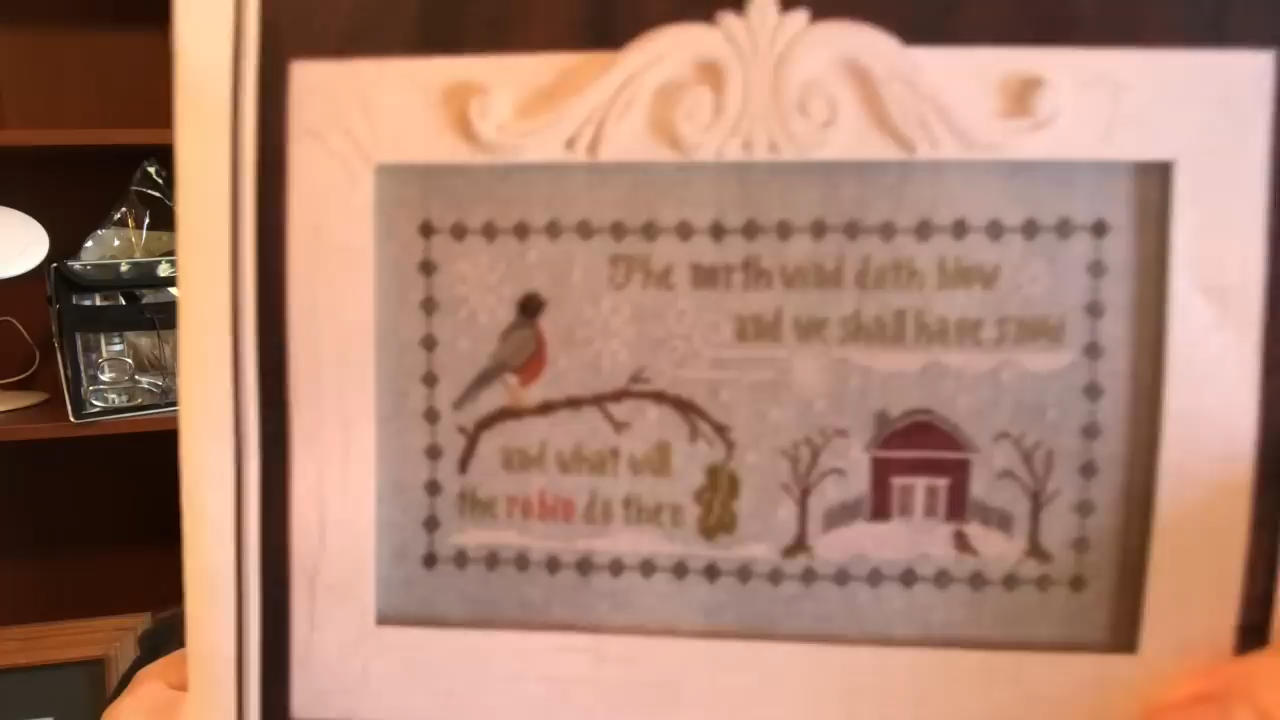 The north wind doth blow
and we shall have snow
and what will
the robin do then